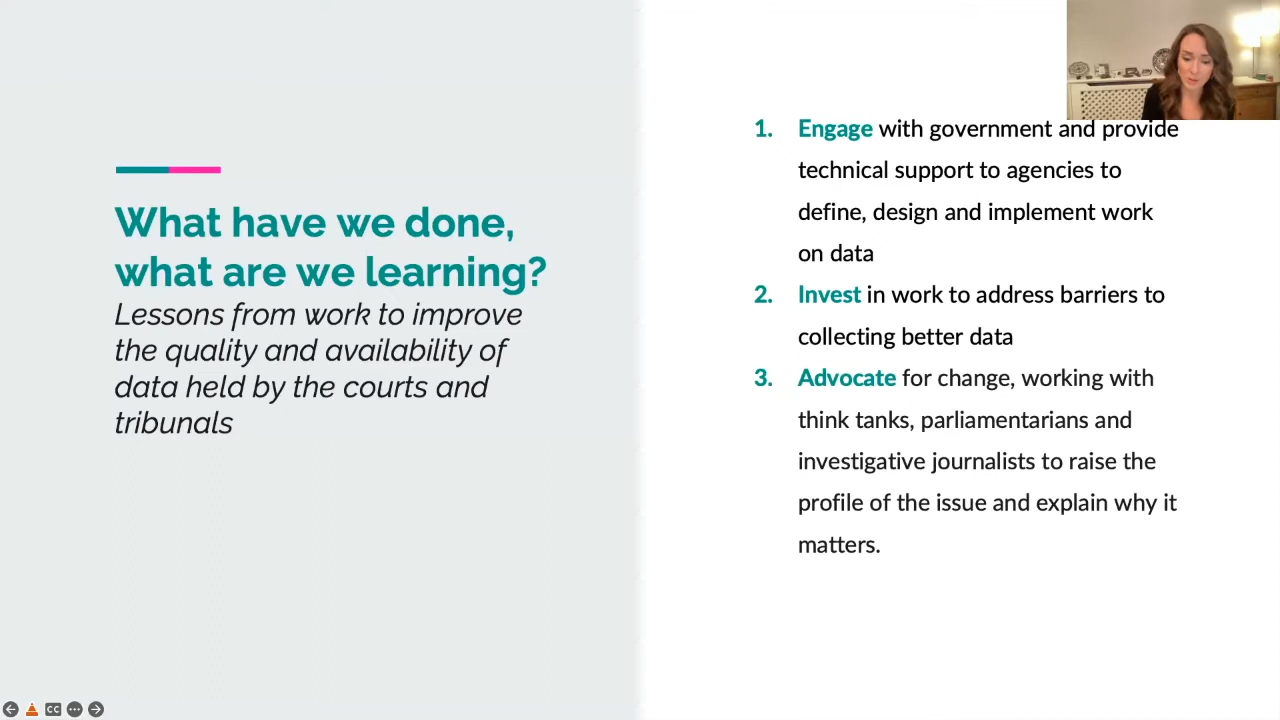 What have we done,
what are we learning?
Lessons from work to improve
the quality and availability of
data held by the courts and
tribunals
1. Engage with government and provide
technical support to agencies to
define, design and implement work
on data
2. Invest in work to address barriers to
collecting better data
3. Advocate for change, working with
think tanks, parliamentarians and
investigative journalists to raise the
profile of the issue and explain why it
matters.
CC